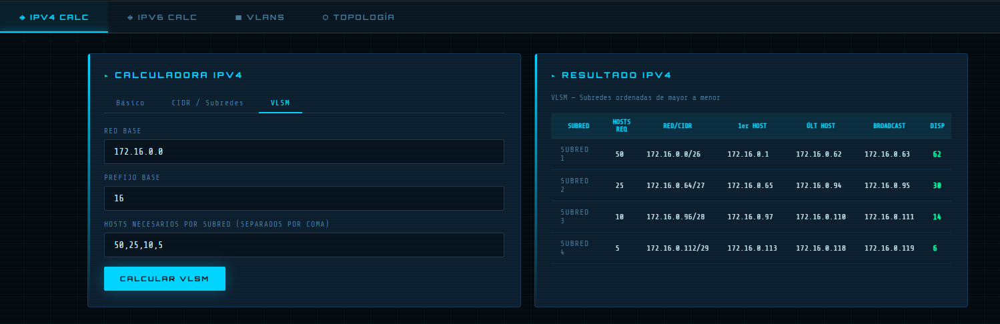 ◈ IPV4 CALC ◈ IPV6 CALC ▦ VLANS ⬡ TOPOLOGÍA
▸ CALCULADORA IPV4
Básico CIDR / Subredes VLSM
RED BASE
172.16.0.0
PREFIJO BASE
16
HOSTS NECESARIOS POR SUBRED (SEPARADOS POR COMA)
50,25,10,5
CALCULAR VLSM
▸ RESULTADO IPV4
VLSM — Subredes ordenadas de mayor a menor
SUBRED HOSTS REQ RED/CIDR 1er HOST ÚLT HOST BROADCAST DISP
SUBRED 1 50 172.16.0.0/26 172.16.0.1 172.16.0.62 172.16.0.63 62
SUBRED 2 25 172.16.0.64/27 172.16.0.65 172.16.0.94 172.16.0.95 30
SUBRED 3 10 172.16.0.96/28 172.16.0.97 172.16.0.110 172.16.0.111 14
SUBRED 4 5 172.16.0.112/29 172.16.0.113 172.16.0.118 172.16.0.119 6